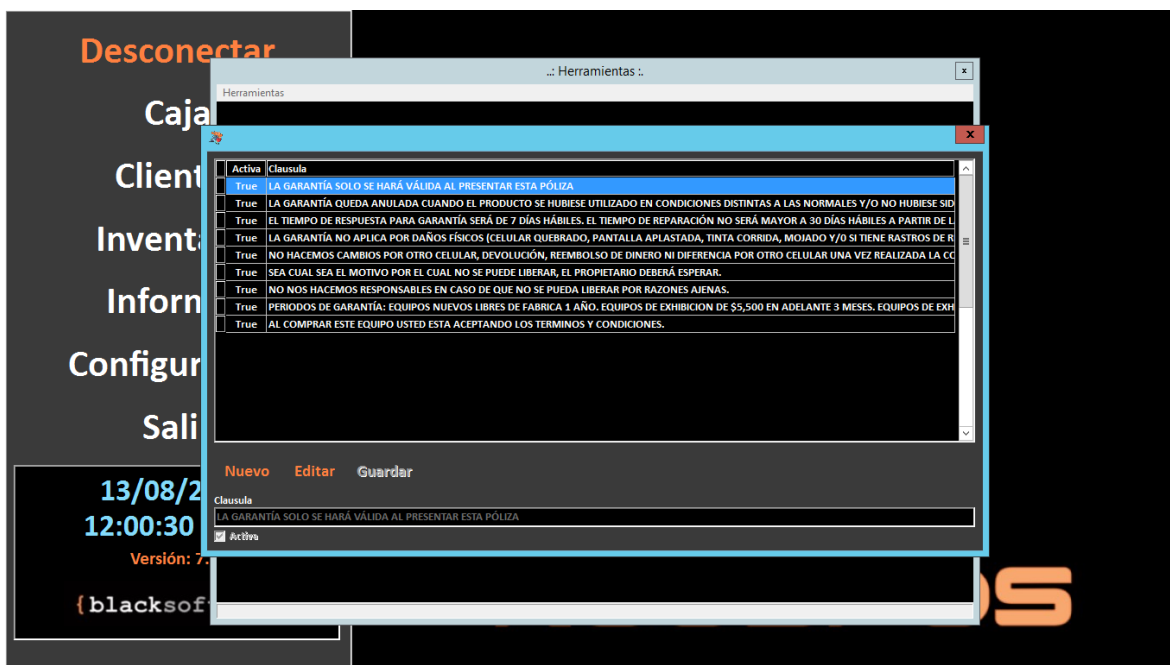 Desconectar
..: Herramientas :.
x
Herramientas
Caja
x
Activa Clausula
True LA GARANTÍA SOLO SE HARÁ VÁLIDA AL PRESENTAR ESTA PÓLIZA
True LA GARANTÍA QUEDA ANULADA CUANDO EL PRODUCTO SE HUBIESE UTILIZADO EN CONDICIONES DISTINTAS A LAS NORMALES Y/O NO HUBIESE SID
True EL TIEMPO DE RESPUESTA PARA GARANTÍA SERÁ DE 7 DÍAS HÁBILES. EL TIEMPO DE REPARACIÓN NO SERÁ MAYOR A 30 DÍAS HÁBILES A PARTIR DE L
True LA GARANTÍA NO APLICA POR DAÑOS FÍSICOS (CELULAR QUEBRADO, PANTALLA APLASTADA, TINTA CORRIDA, MOJADO Y/0 SI TIENE RASTROS DE R
True NO HACEMOS CAMBIOS POR OTRO CELULAR, DEVOLUCIÓN, REEMBOLSO DE DINERO NI DIFERENCIA POR OTRO CELULAR UNA VEZ REALIZADA LA CO
True SEA CUAL SEA EL MOTIVO POR EL CUAL NO SE PUEDE LIBERAR, EL PROPIETARIO DEBERÁ ESPERAR.
True NO NOS HACEMOS RESPONSABLES EN CASO DE QUE NO SE PUEDA LIBERAR POR RAZONES AJENAS.
True PERIODOS DE GARANTÍA: EQUIPOS NUEVOS LIBRES DE FABRICA 1 AÑO. EQUIPOS DE EXHIBICION DE $5,500 EN ADELANTE 3 MESES. EQUIPOS DE EXH
True AL COMPRAR ESTE EQUIPO USTED ESTA ACEPTANDO LOS TERMINOS Y CONDICIONES.
Client
Invent
Inform
Configur
Sali
Nuevo Editar Guardar
Clausula
LA GARANTÍA SOLO SE HARÁ VÁLIDA AL PRESENTAR ESTA PÓLIZA
Activa
13/08/2
12:00:30
Versión: 7.
{blacksof
OS